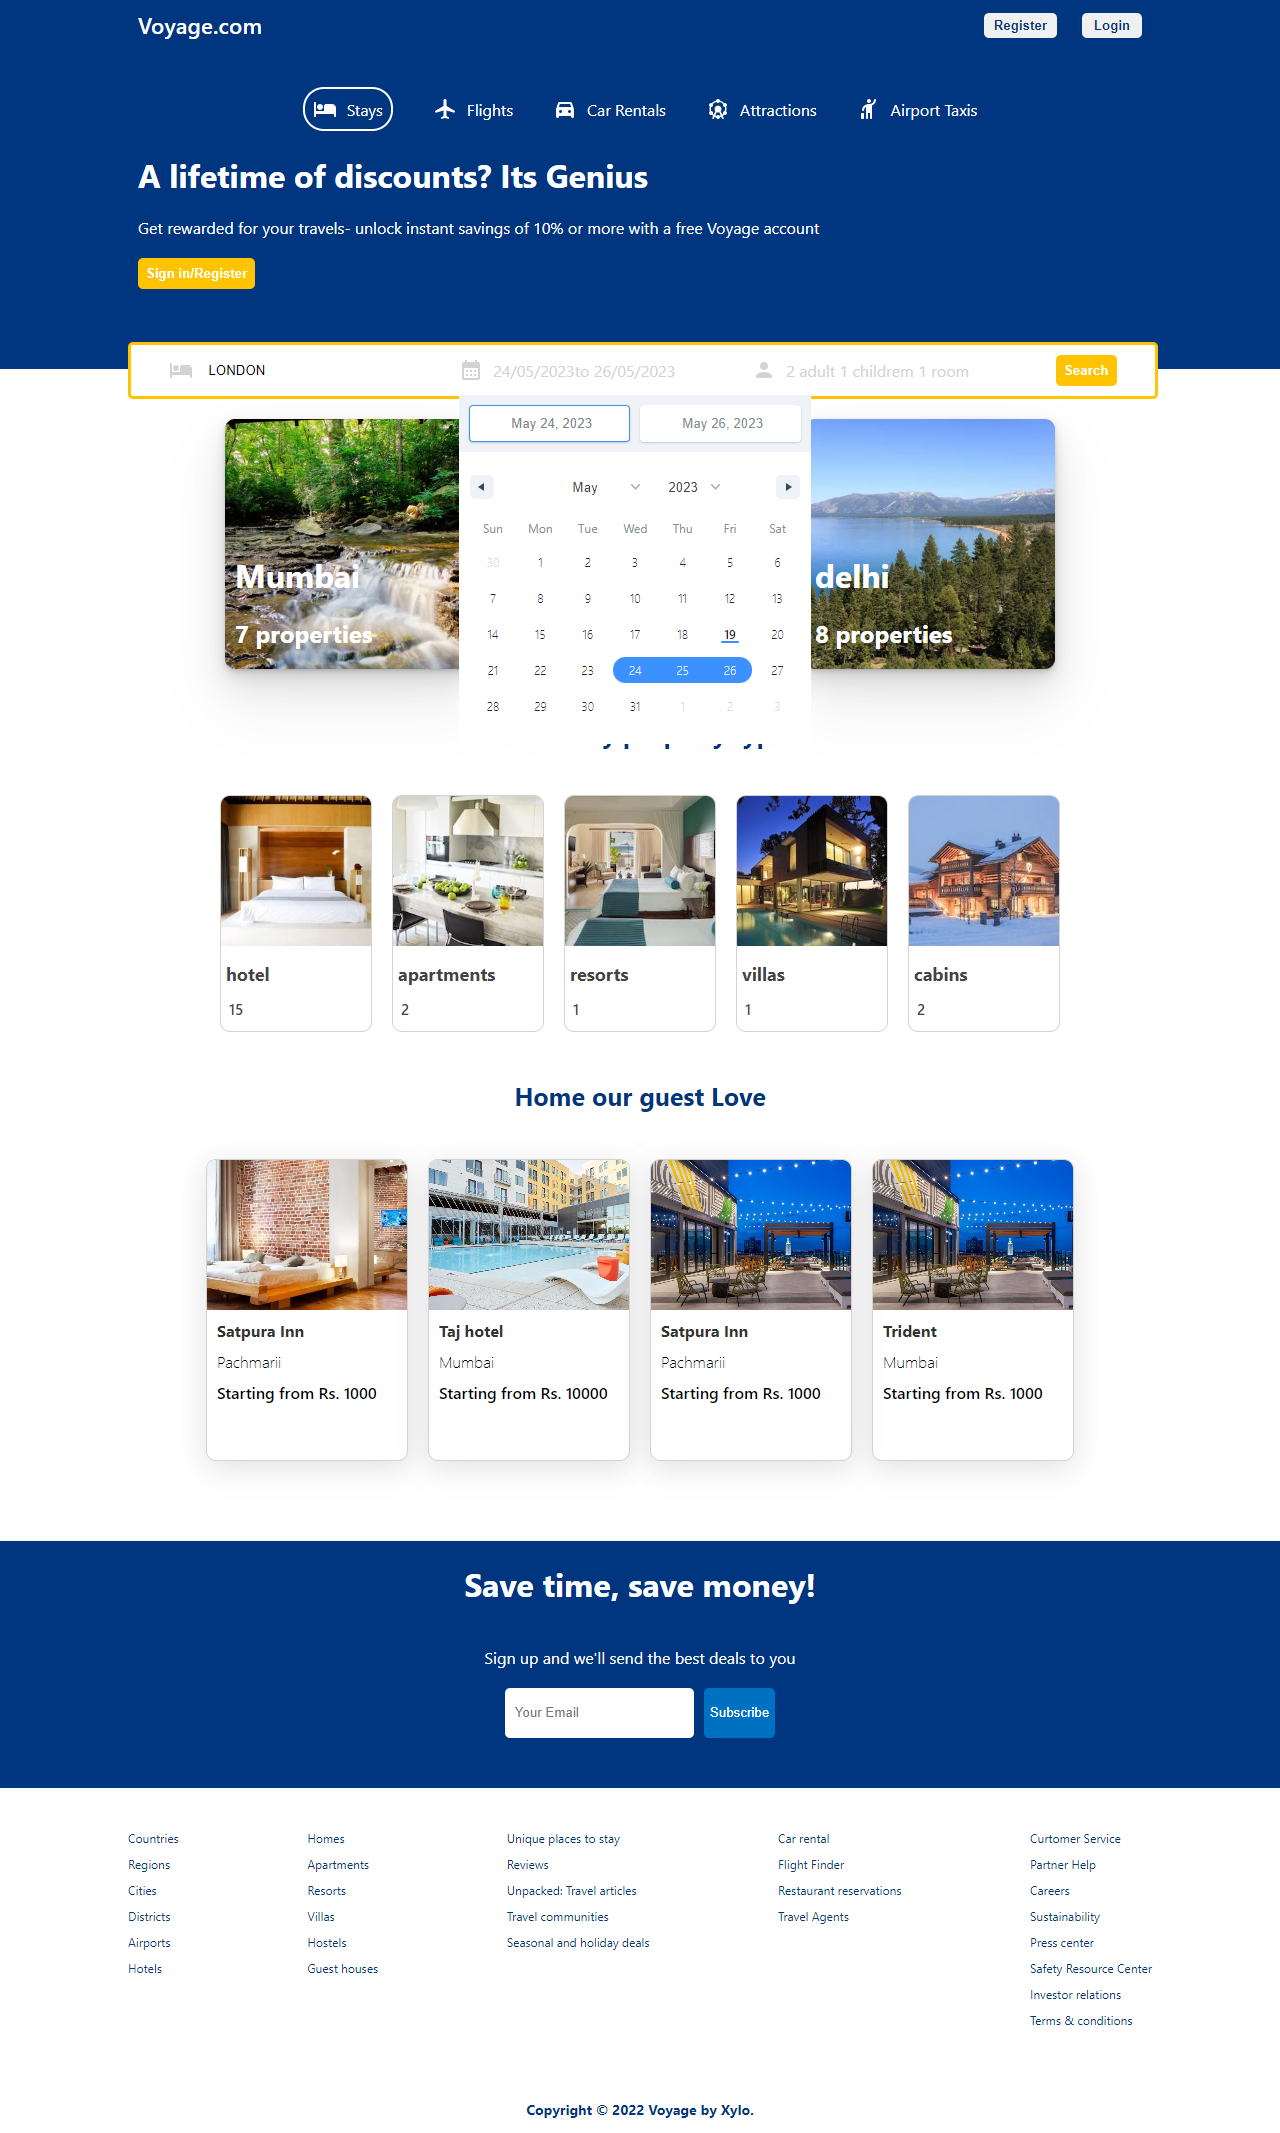 Voyage.com
Register
Login
Stays
Flights
Car Rentals
Attractions
Airport Taxis
A lifetime of discounts? Its Genius
Get rewarded for your travels- unlock instant savings of 10% or more with a free Voyage account
Sign in/Register
LONDON
24/05/2023to 26/05/2023
2 adult 1 childrem 1 room
Search
May 24, 2023
May 26, 2023
May
2023
Sun Mon Tue Wed Thu Fri Sat
30 1 2 3 4 5 6
7 8 9 10 11 12 13
14 15 16 17 18 19 20
21 22 23 24 25 26 27
28 29 30 31 1 2 3
Mumbai
7 properties
delhi
8 properties
hotel
15
apartments
2
resorts
1
villas
1
cabins
2
Home our guest Love
Satpura Inn
Pachmarii
Starting from Rs. 1000
Taj hotel
Mumbai
Starting from Rs. 10000
Satpura Inn
Pachmarii
Starting from Rs. 1000
Trident
Mumbai
Starting from Rs. 1000
Save time, save money!
Sign up and we'll send the best deals to you
Your Email
Subscribe
Countries
Regions
Cities
Districts
Airports
Hotels
Homes
Apartments
Resorts
Villas
Hostels
Guest houses
Unique places to stay
Reviews
Unpacked: Travel articles
Travel communities
Seasonal and holiday deals
Car rental
Flight Finder
Restaurant reservations
Travel Agents
Curtomer Service
Partner Help
Careers
Sustainability
Press center
Safety Resource Center
Investor relations
Terms & conditions
Copyright © 2022 Voyage by Xylo.